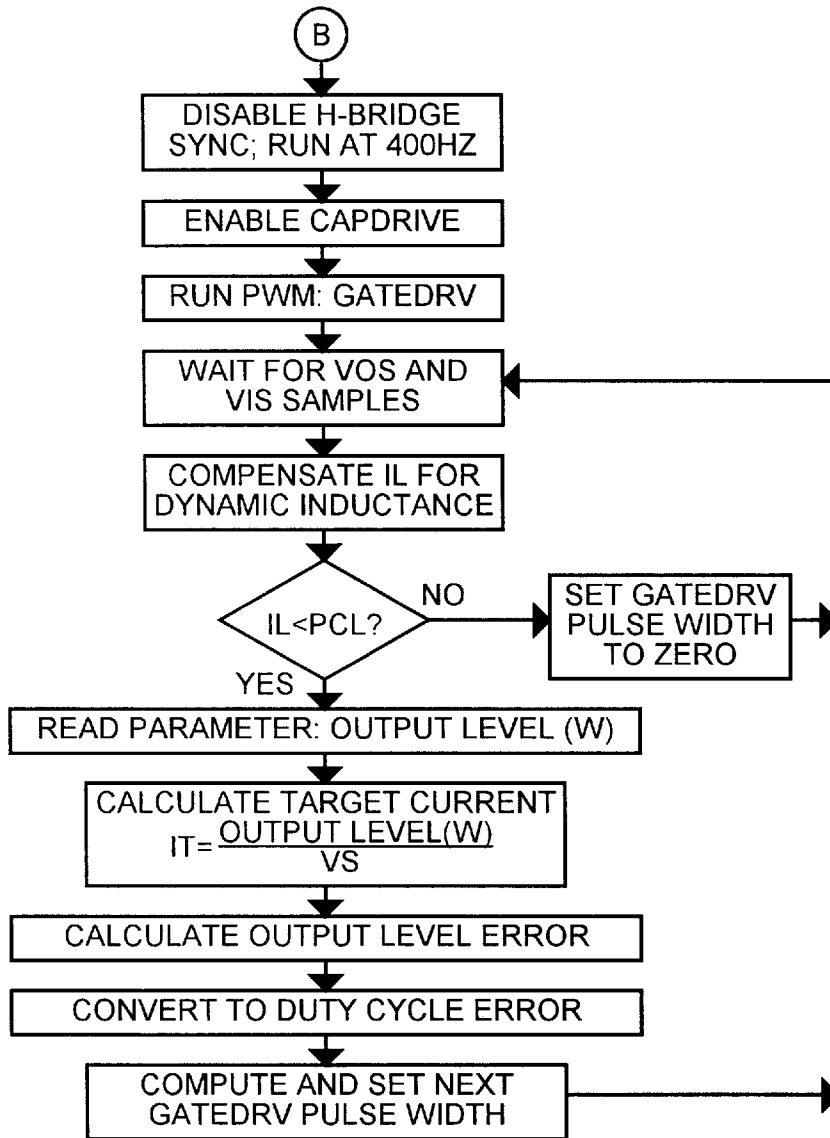 B
DISABLE H-BRIDGE
SYNC; RUN AT 400HZ
ENABLE CAPDRIVE
RUN PWM: GATEDRV
WAIT FOR VOS AND
VIS SAMPLES
COMPENSATE IL FOR
DYNAMIC INDUCTANCE
IL<PCL?
NO
SET GATEDRV
PULSE WIDTH
TO ZERO
YES
READ PARAMETER: OUTPUT LEVEL (W)
CALCULATE TARGET CURRENT
IT= OUTPUT LEVEL(W)
VS
CALCULATE OUTPUT LEVEL ERROR
CONVERT TO DUTY CYCLE ERROR
COMPUTE AND SET NEXT
GATEDRV PULSE WIDTH